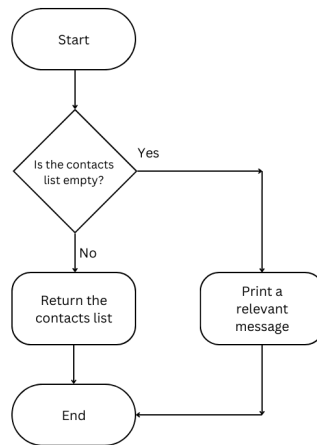 Start
Is the contacts
list empty?
Yes
No
Return the
contacts list
Print a
relevant
message
End